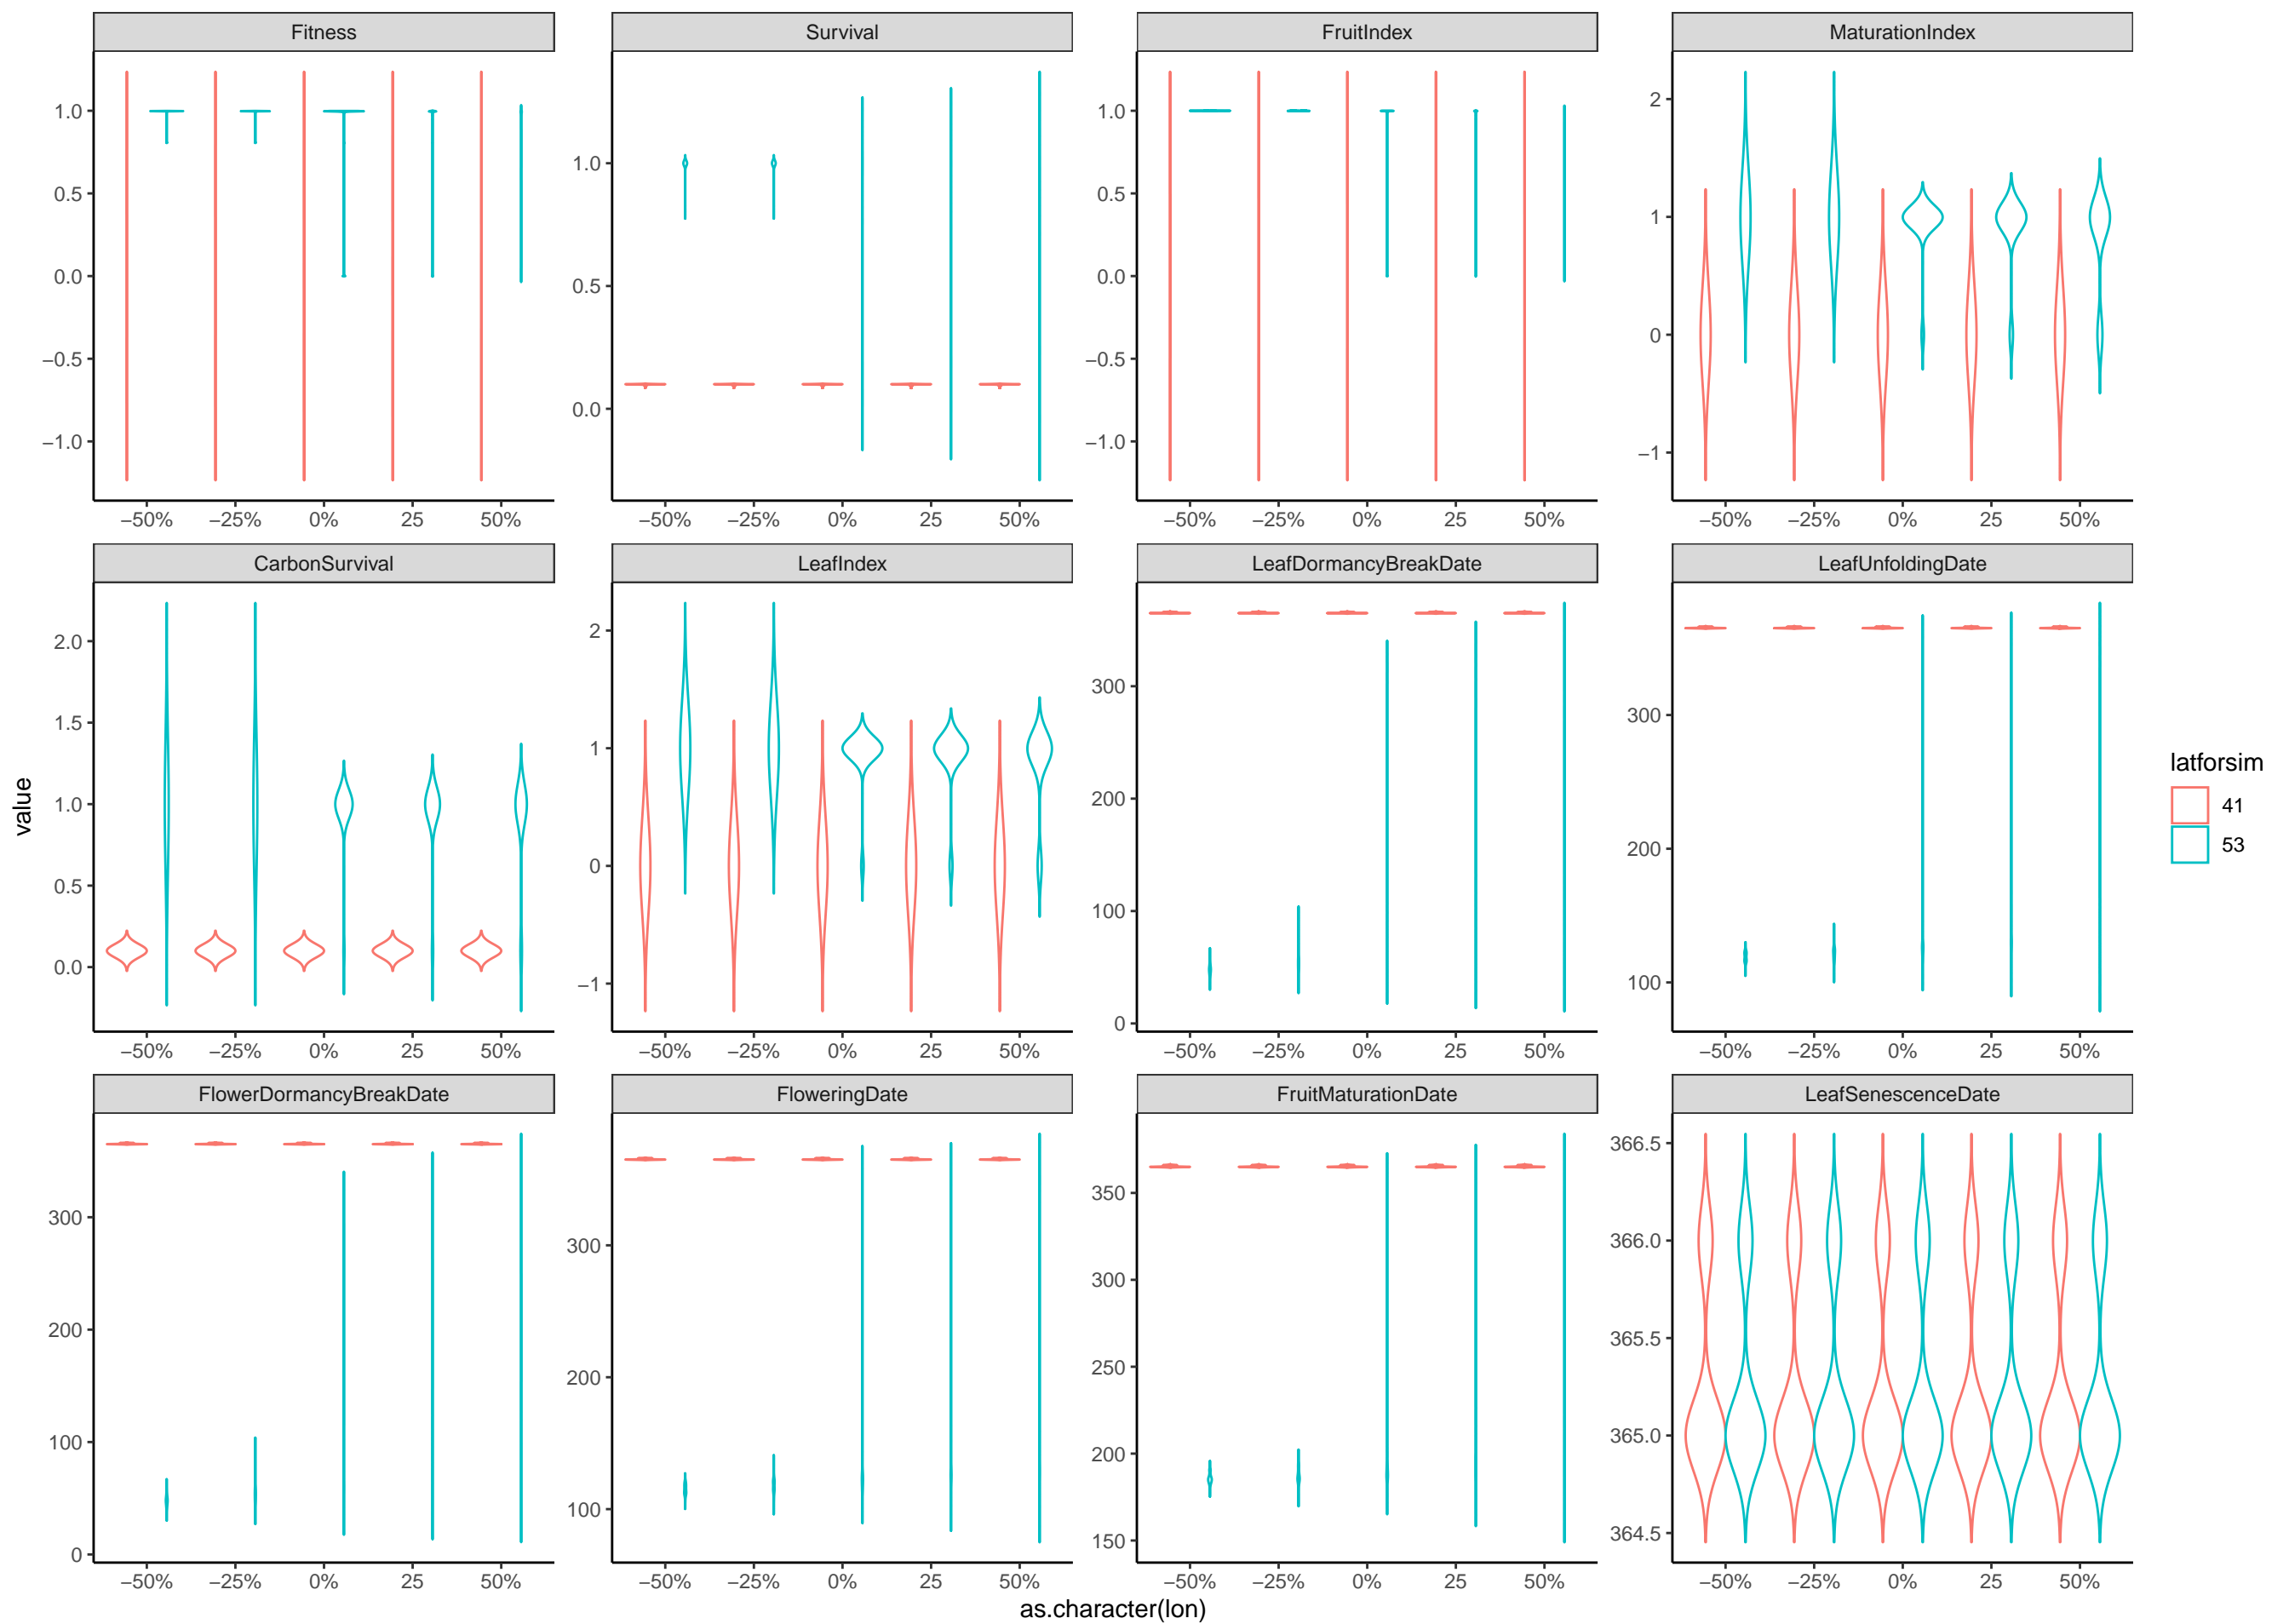 Fitness
Survival
FruitIndex
MaturationIndex
1.0
0.5
0.0
−0.5
−1.0
1.0
0.5
0.0
1.0
0.5
0.0
−0.5
−1.0
2
1
0
−1
−50% −25% 0% 25 50%
−50% −25% 0% 25 50%
−50% −25% 0% 25 50%
−50% −25% 0% 25 50%
CarbonSurvival
LeafIndex
LeafDormancyBreakDate
LeafUnfoldingDate
2.0
1.5
1.0
0.5
0.0
2
1
0
−1
300
200
100
0
300
200
100
−50% −25% 0% 25 50%
−50% −25% 0% 25 50%
−50% −25% 0% 25 50%
−50% −25% 0% 25 50%
FlowerDormancyBreakDate
FloweringDate
FruitMaturationDate
LeafSenescenceDate
300
200
100
0
300
200
100
350
300
250
200
150
366.5
366.0
365.5
365.0
364.5
−50% −25% 0% 25 50%
−50% −25% 0% 25 50%
−50% −25% 0% 25 50%
−50% −25% 0% 25 50%
as.character(lon)
value
latforsim
41
53